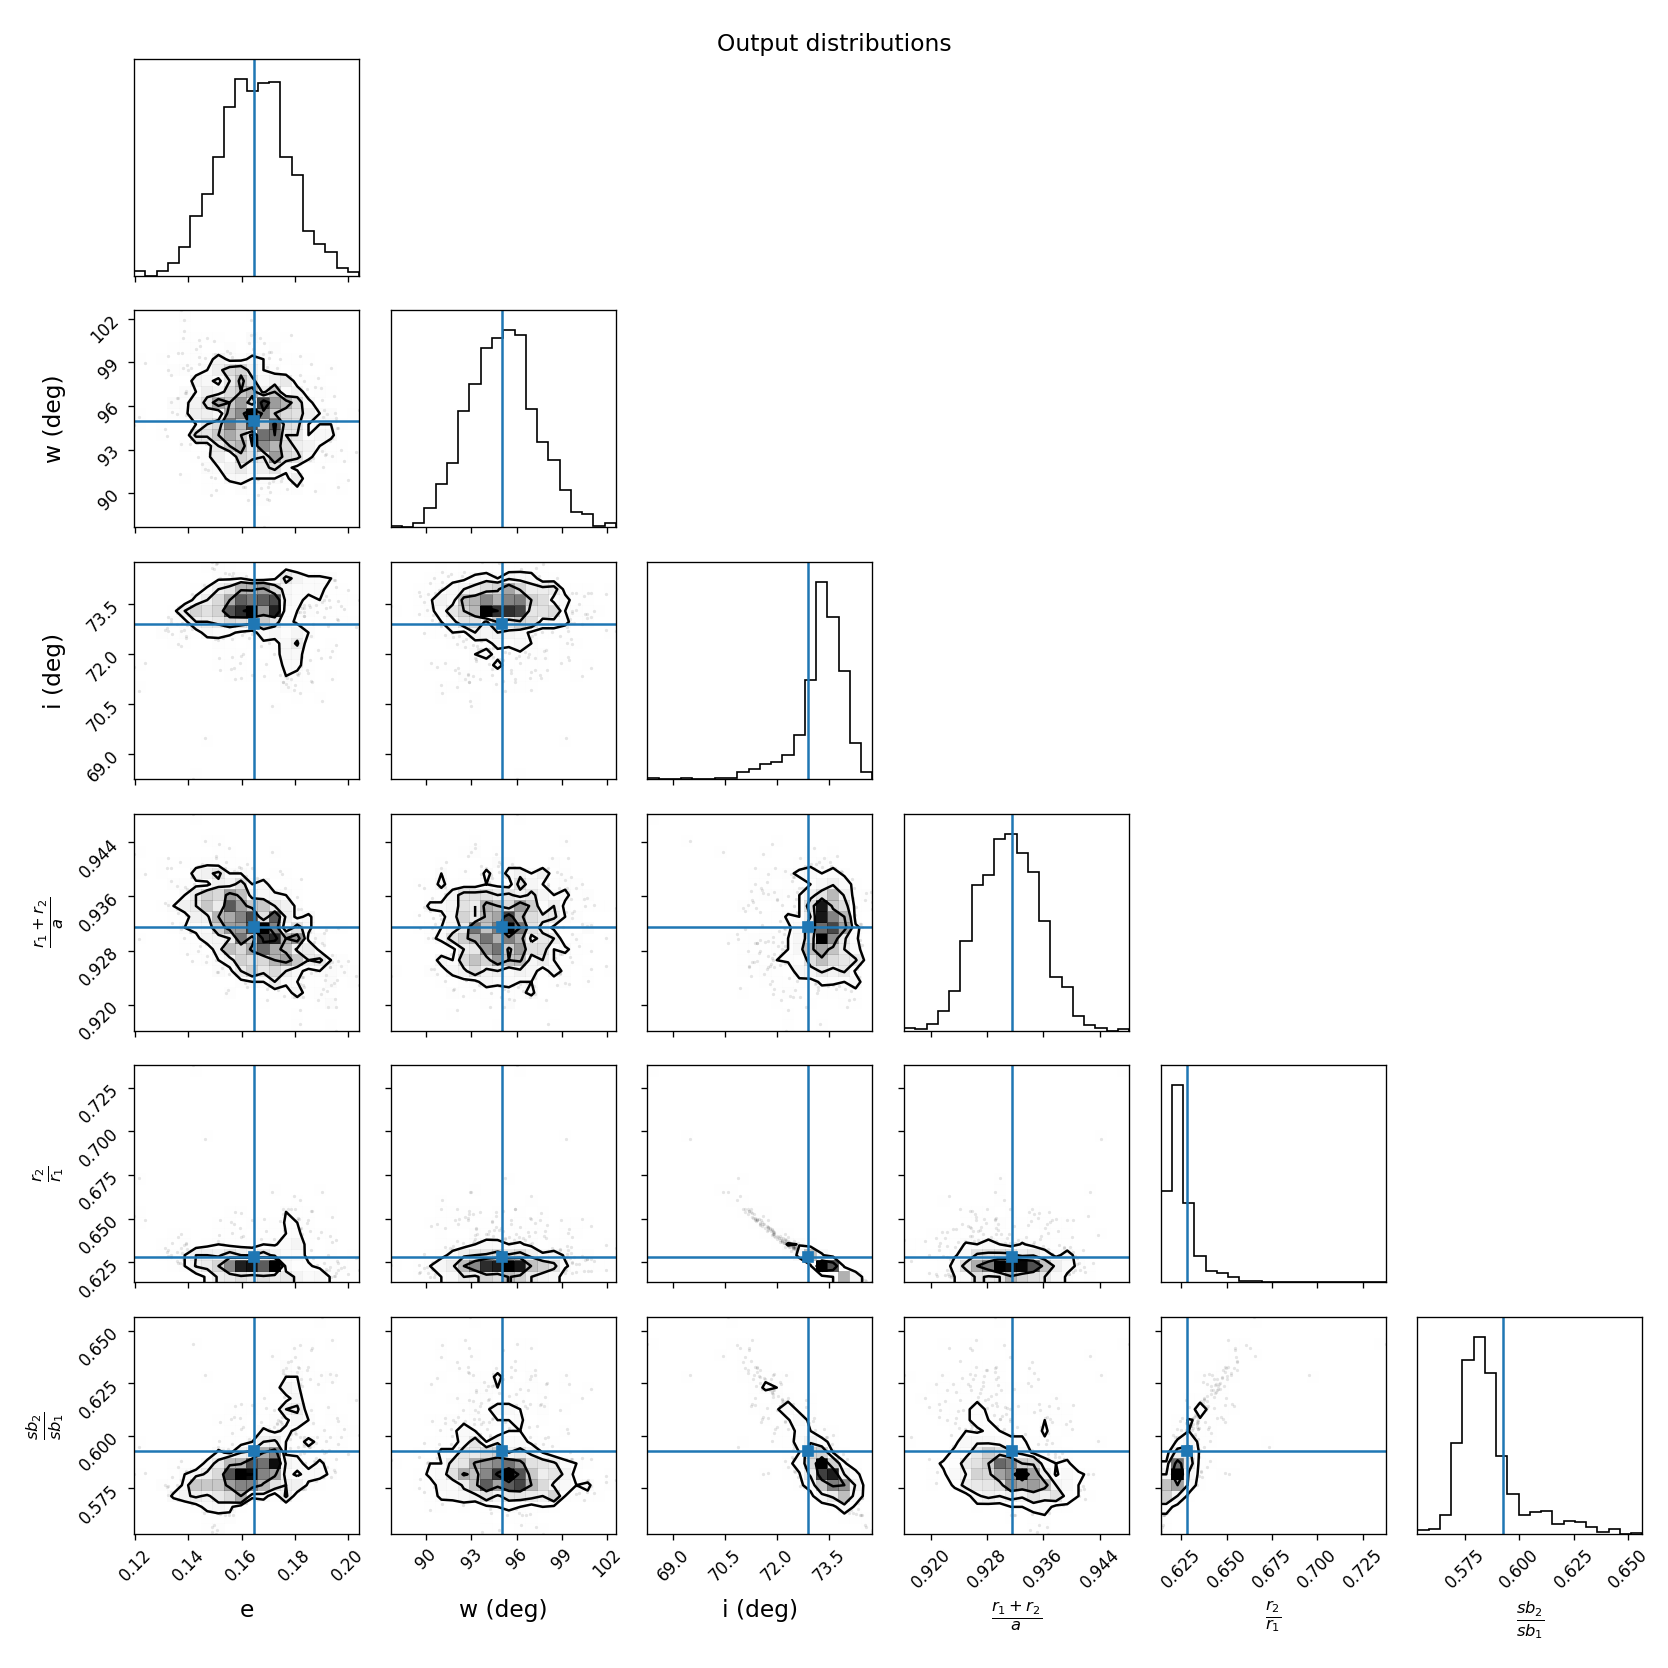 Output distributions
102
99
96
93
90
w (deg)
73.5
72.0
70.5
69.0
i (deg)
0.944
0.936
0.928
0.920
r₁ + r₂
a
0.725
0.700
0.675
0.650
0.625
r₂
r₁
0.650
0.625
0.600
0.575
sb₂
sb₁
0.12 0.14 0.16 0.18 0.20 90 93 96 99 102 69.0 70.5 72.0 73.5 0.920 0.928 0.936 0.944 0.625 0.650 0.675 0.700 0.725 0.575 0.600 0.625 0.650
e w (deg) i (deg) r₁ + r₂ r₂ sb₂
a r₁ sb₁